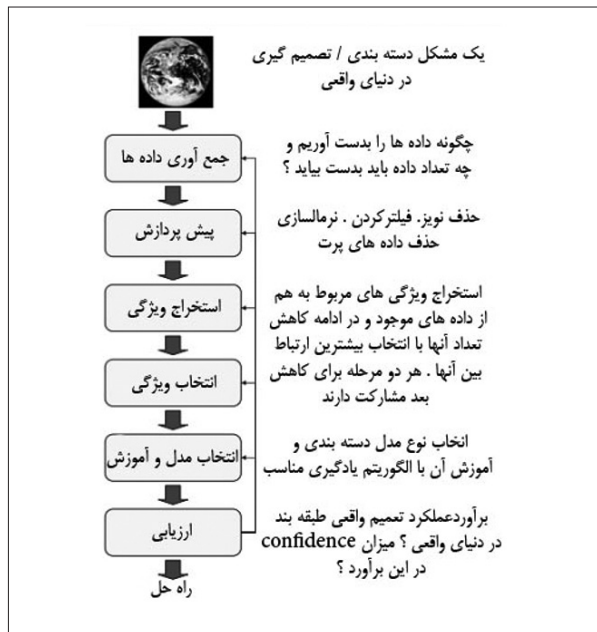 یک مشکل دسته بندی / تصمیم گیری
در دنیای واقعی
جمع آوری داده ها
چگونه داده ها را بدست آوریم و
چه تعداد داده باید بدست بیاید ؟
پیش پردازش
حذف نویز. فیلترکردن . نرمالسازی
حذف داده های پرت
استخراج ویژگی
استخراج ویژگی های مربوط به هم
از داده های موجود و در ادامه کاهش
تعداد آنها با انتخاب بیشترین ارتباط
بین آنها . هر دو مرحله برای کاهش
بعد مشارکت دارند
انتخاب ویژگی
انتخاب مدل و آموزش
انخاب نوع مدل دسته بندی و
آموزش آن با الگوریتم یادگیری مناسب
ارزیابی
برآوردعملکرد تعمیم واقعی طبقه بند
در دنیای واقعی ؟ میزان confidence
در این برآورد ؟
راه حل